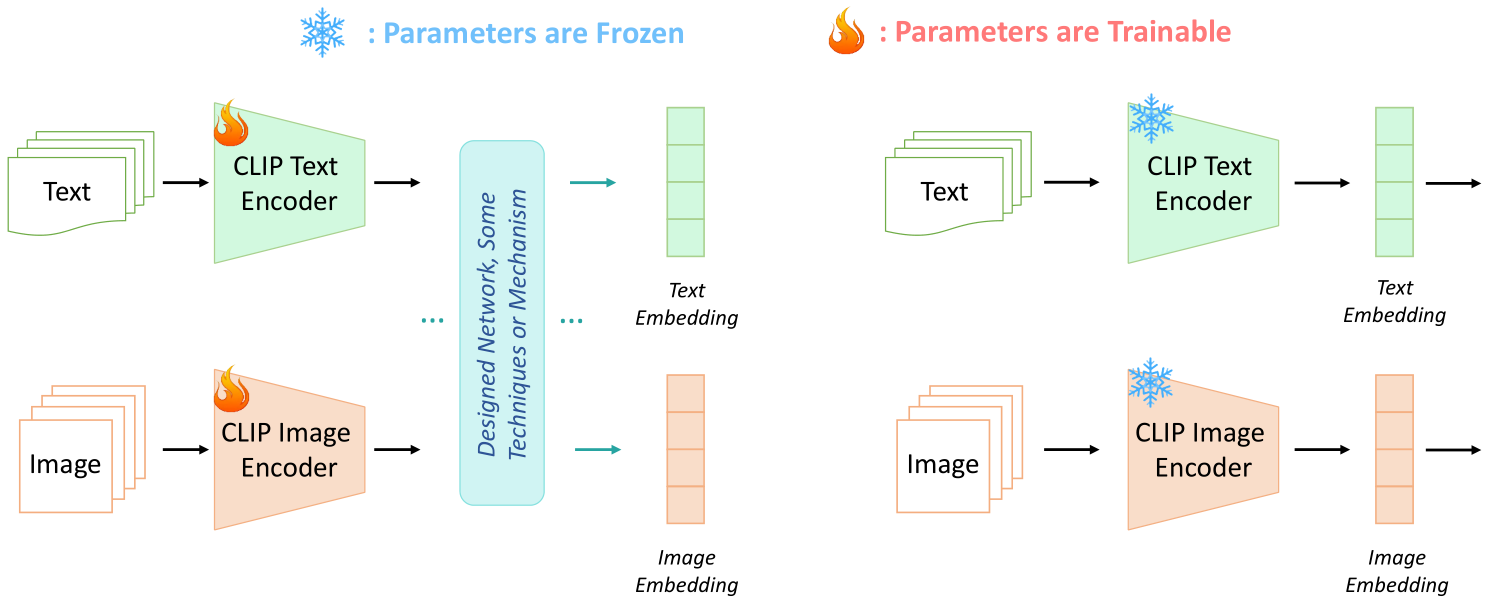 : Parameters are Frozen
: Parameters are Trainable
Text
CLIP Text
Encoder
Designed Network, Some
Techniques or Mechanism
...
...
Text
Embedding
Image
CLIP Image
Encoder
Image
Embedding
Text
CLIP Text
Encoder
Text
Embedding
Image
CLIP Image
Encoder
Image
Embedding